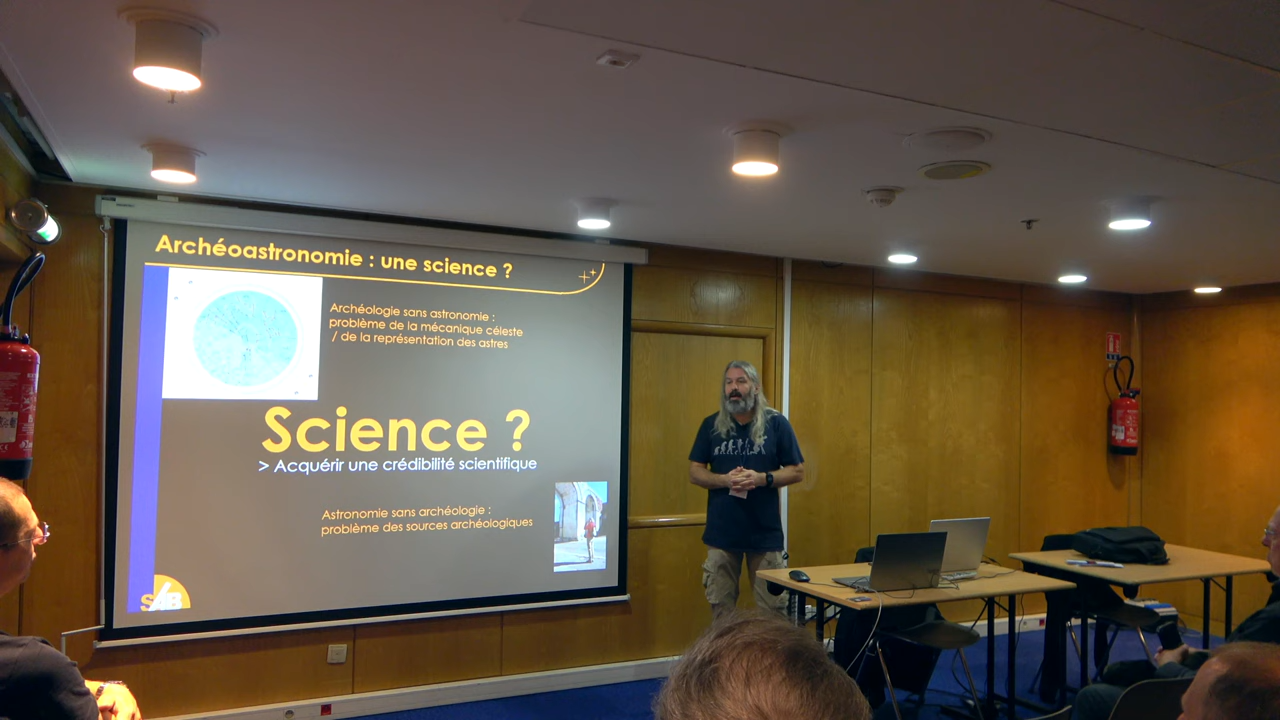 Archéoastronomie : une science ?
Archéologie sans astronomie :
problème de la mécanique céleste
/ de la représentation des astres
Science ?
> Acquérir une crédibilité scientifique
Astronomie sans archéologie :
problème des sources archéologiques